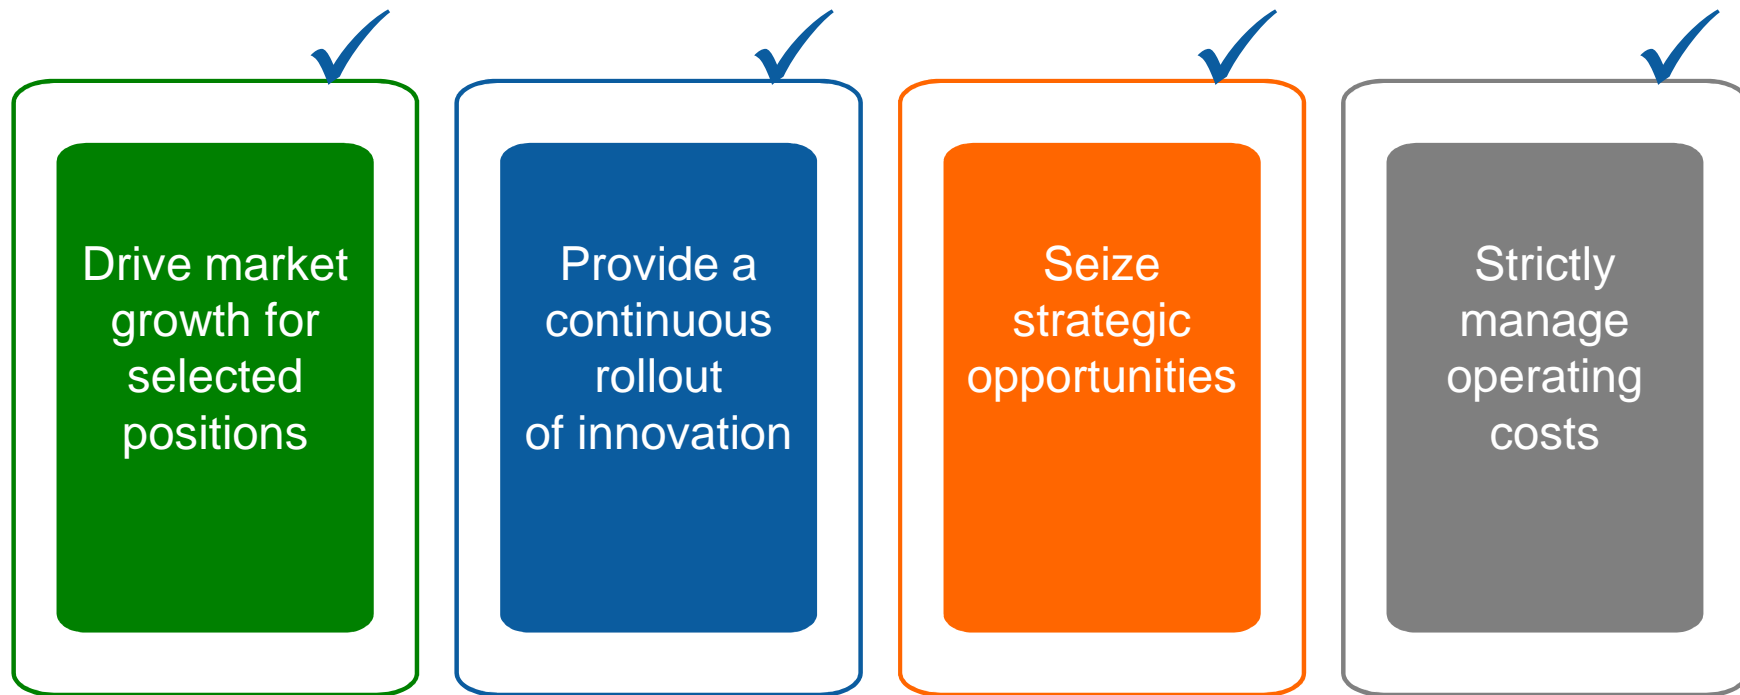 Drive market
growth for
selected
positions
Provide a
continuous
rollout
of innovation
Seize
strategic
opportunities
Strictly
manage
operating
costs